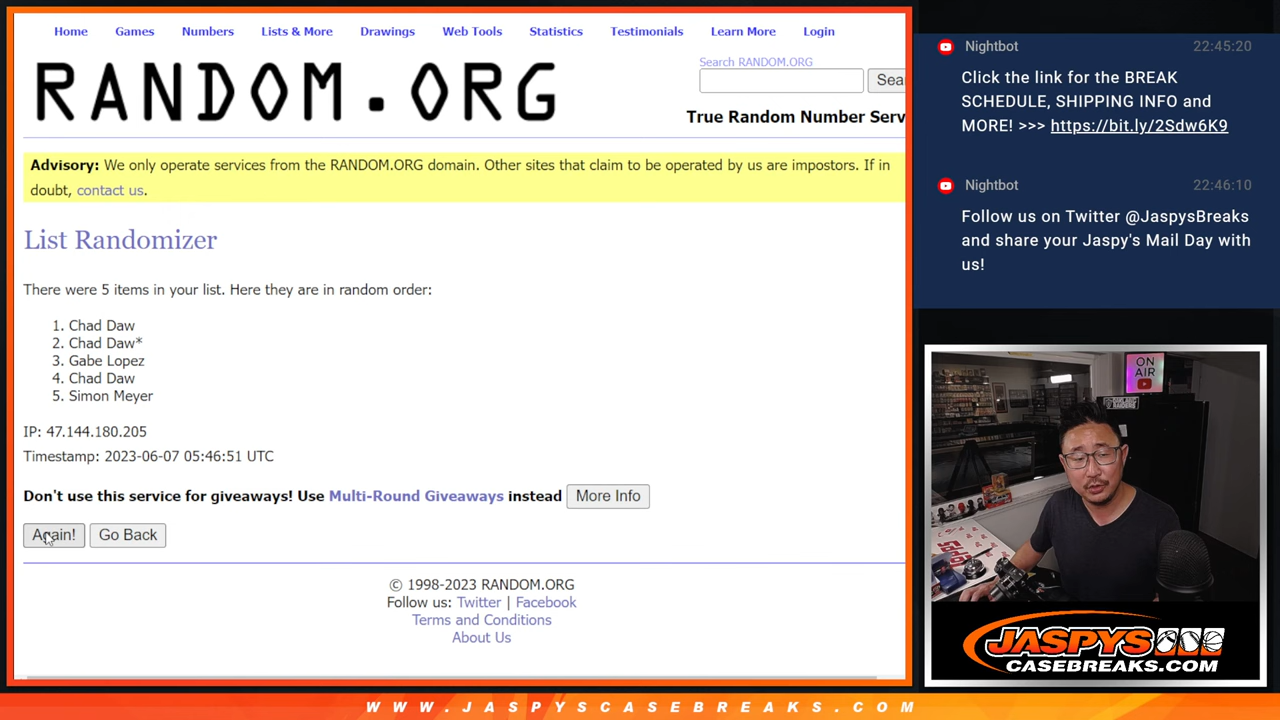 Home Games Numbers Lists & More Drawings Web Tools Statistics Testimonials Learn More Login
RANDOM.ORG
Search RANDOM.ORG
Sear
True Random Number Serv
Advisory: We only operate services from the RANDOM.ORG domain. Other sites that claim to be operated by us are impostors. If in
doubt, contact us.
List Randomizer
There were 5 items in your list. Here they are in random order:
1. Chad Daw
2. Chad Daw*
3. Gabe Lopez
4. Chad Daw
5. Simon Meyer
IP: 47.144.180.205
Timestamp: 2023-06-07 05:46:51 UTC
Don't use this service for giveaways! Use Multi-Round Giveaways instead More Info
Again! Go Back
© 1998-2023 RANDOM.ORG
Follow us: Twitter | Facebook
Terms and Conditions
About Us
Nightbot 22:45:20
Click the link for the BREAK
SCHEDULE, SHIPPING INFO and
MORE! >>> https://bit.ly/2Sdw6K9
Nightbot 22:46:10
Follow us on Twitter @JaspysBreaks
and share your Jaspy's Mail Day with
us!
ON
AIR
JASPYS
CASEBREAKS.COM
WWW.JASPYSCASEBREAKS.COM